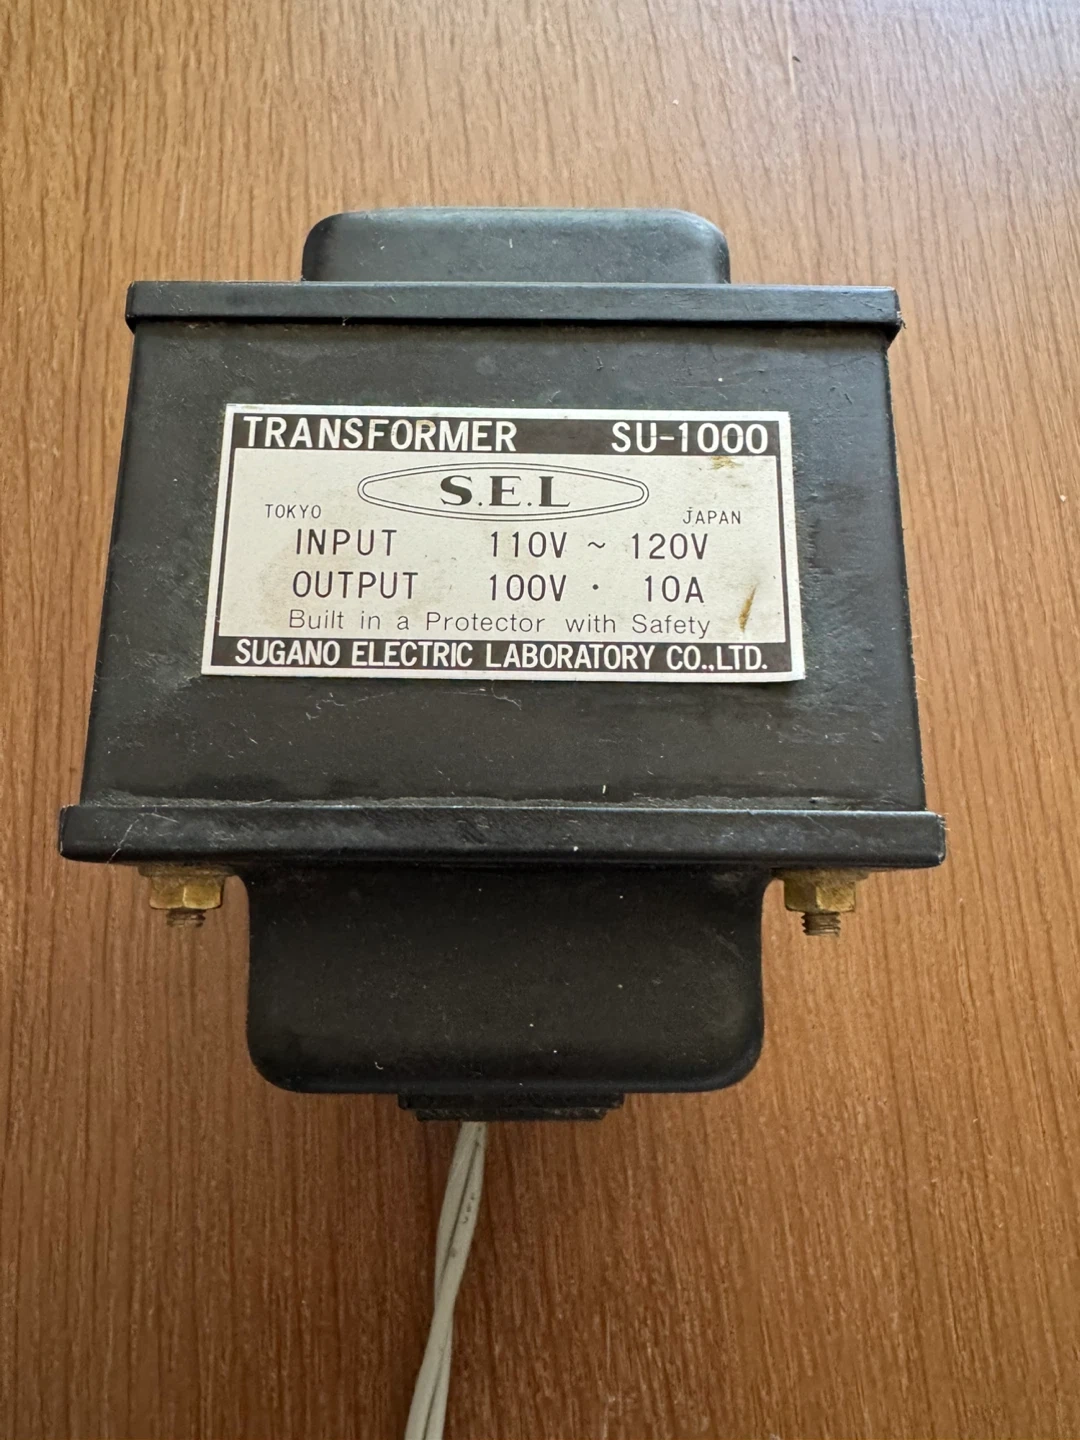 TRANSFORMER SU-1000
S.E.L
TOKYO JAPAN
INPUT 110V ~ 120V
OUTPUT 100V · 10A
Built in a Protector with Safety
SUGANO ELECTRIC LABORATORY CO.,LTD.